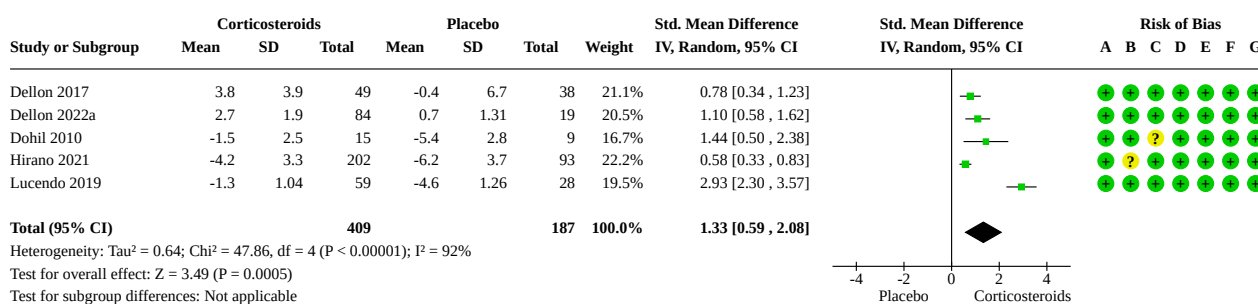 Corticosteroids Placebo Std. Mean Difference Std. Mean Difference Risk of Bias
Study or Subgroup Mean SD Total Mean SD Total Weight IV, Random, 95% CI IV, Random, 95% CI A B C D E F G
Dellon 2017 3.8 3.9 49 -0.4 6.7 38 21.1% 0.78 [0.34 , 1.23] + + + + + + +
Dellon 2022a 2.7 1.9 84 0.7 1.31 19 20.5% 1.10 [0.58 , 1.62] + + + + + + +
Dohil 2010 -1.5 2.5 15 -5.4 2.8 9 16.7% 1.44 [0.50 , 2.38] + + ? + + + +
Hirano 2021 -4.2 3.3 202 -6.2 3.7 93 22.2% 0.58 [0.33 , 0.83] + ? + + + + +
Lucendo 2019 -1.3 1.04 59 -4.6 1.26 28 19.5% 2.93 [2.30 , 3.57] + + + + + + +
Total (95% CI) 409 187 100.0% 1.33 [0.59 , 2.08]
Heterogeneity: Tau² = 0.64; Chi² = 47.86, df = 4 (P < 0.00001); I² = 92%
Test for overall effect: Z = 3.49 (P = 0.0005) -4 -2 0 2 4
Test for subgroup differences: Not applicable Placebo Corticosteroids